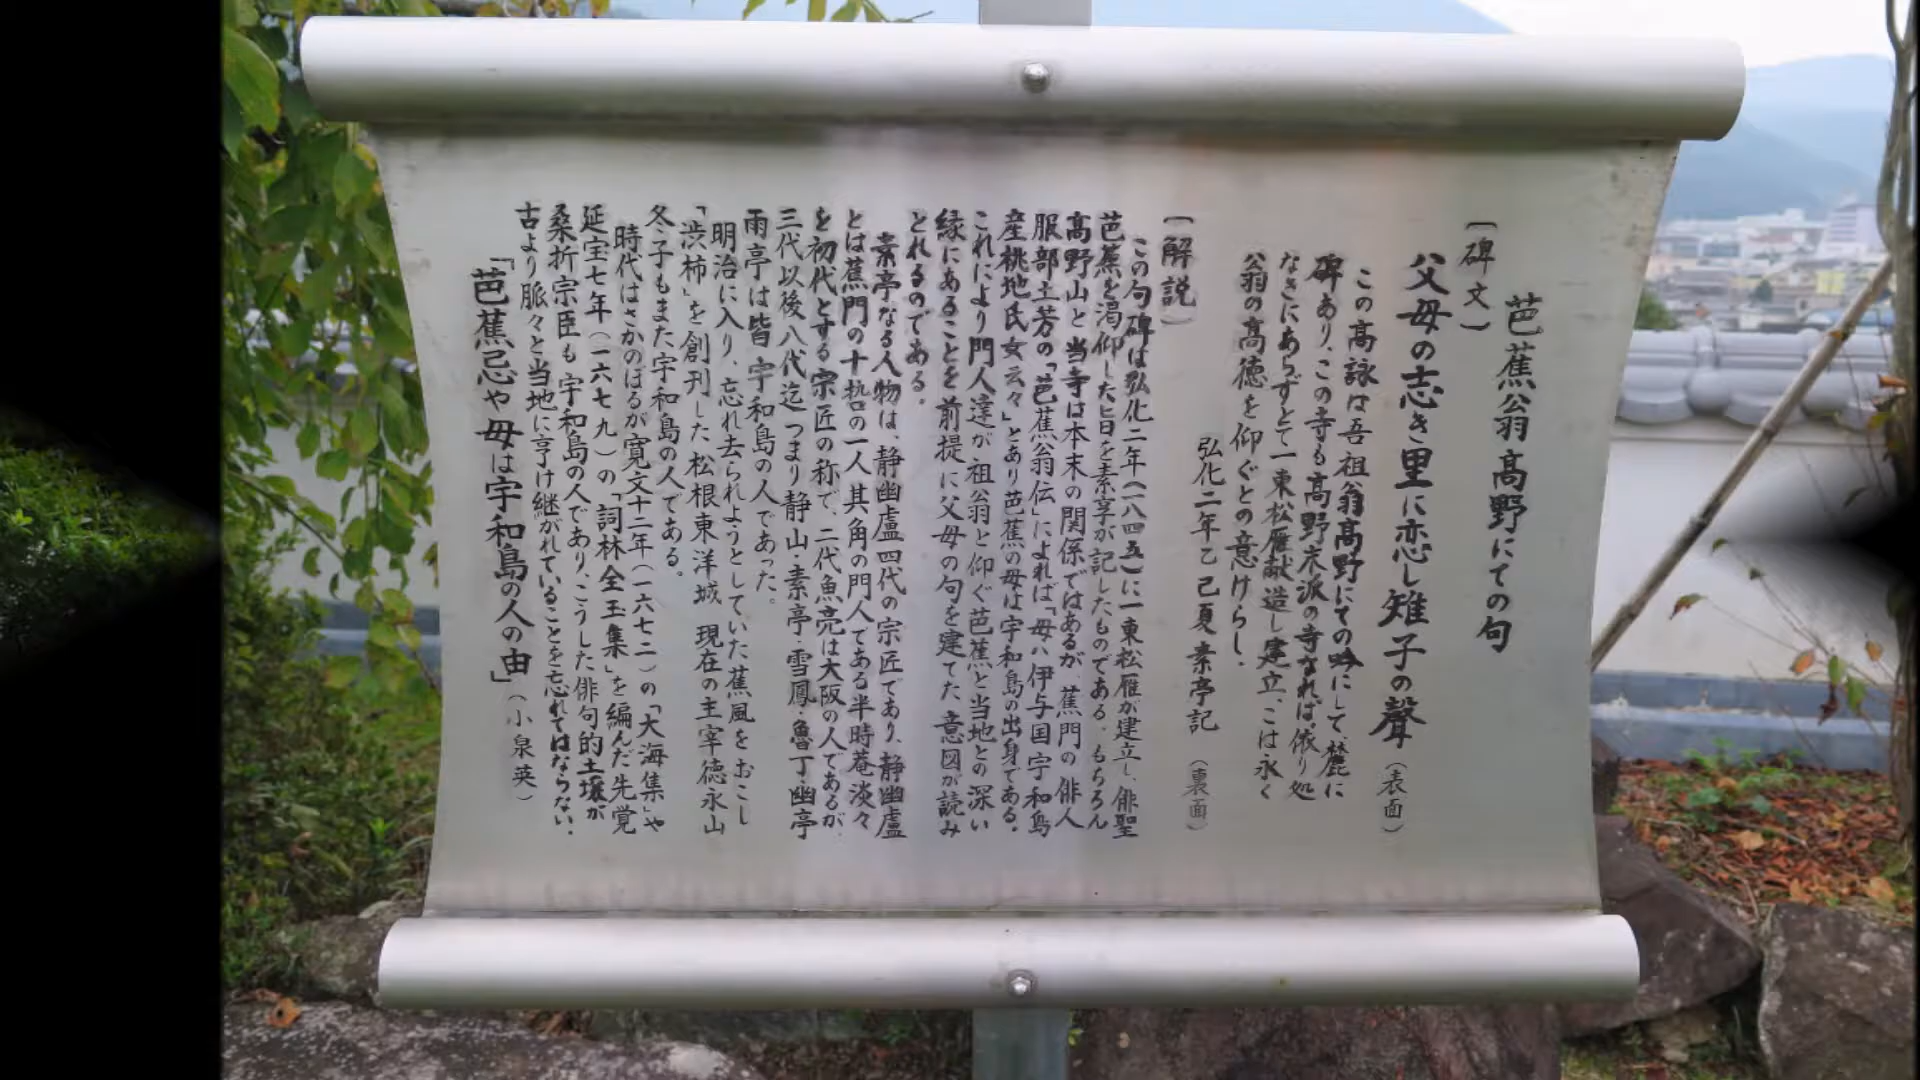 〔碑文〕
芭蕉翁髙野にての句
父母の志き里に恋し雉子の聲（表面）
この髙詠は吾祖翁髙野にての吟にして、麓に
碑あり、この寺も髙野末派の寺なれば、依り処
なきにあらずとて一東松雁献造し建立、こは永く
翁の髙徳を仰ぐとの意けらし．
弘化二年乙己夏 素亭記（裏面）
〔解説〕
この句碑は弘化二年（一八四五）に一東松雁が建立し、俳聖
芭蕉を渇仰した旨を素享が記したものである．もちろん
髙野山と当寺は本末の関係ではあるが、蕉門の俳人
服部土芳の「芭蕉翁伝」によれば「母ハ伊与国宇和島
産桃地氏女云々」とあり芭蕉の母は宇和島の出身である．
これにより門人達が祖翁と仰ぐ芭蕉と当地との深い
縁にあることを前提に父母の句を建てた意図が読み
とれるのである．
素亭なる人物は、静幽盧四代の宗匠であり、静幽盧
とは蕉門の十哲の一人其角の門人である半時菴淡々
を初代とする宗匠の称で、二代魚亮は大阪の人であるが、
三代以後八代迄つまり静山・素亭・雪鳳・魯丁・幽亭
雨亭は皆宇和島の人であった．
明治に入り、忘れ去られようとしていた蕉風をおこし
「渋柿」を創刊した松根東洋城 現在の主宰徳永山
冬子もまた宇和島の人である．
時代はさかのぼるが寛文十二年（一六七二）の「大海集」や
延宝七年（一六七九）の「詞林全玉集」を編んだ先覚
桑折宗臣も宇和島の人であり、こうした俳句的土壌が
古より脈々と当地に亨け継がれていることを忘れてはならない．
「芭蕉忌や母は宇和島の人の由」（小泉英）